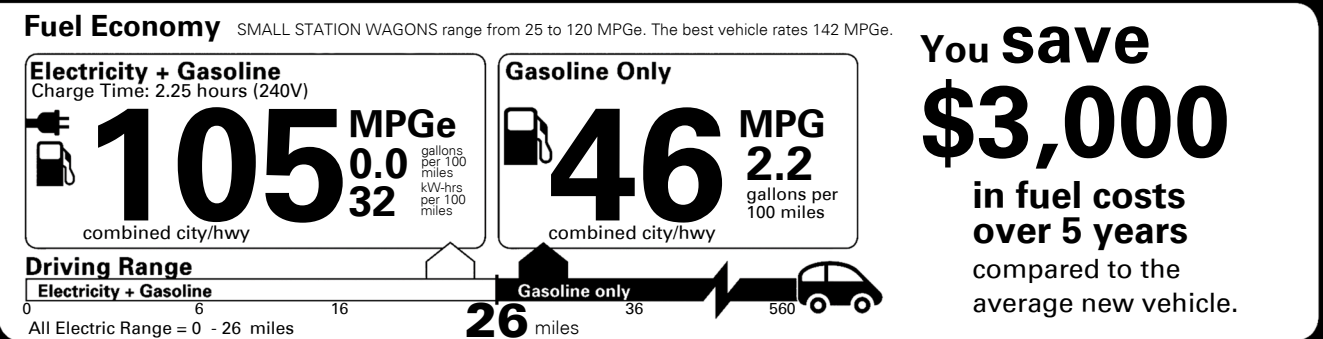 Fuel Economy SMALL STATION WAGONS range from 25 to 120 MPGe. The best vehicle rates 142 MPGe.
Electricity + Gasoline
Charge Time: 2.25 hours (240V)
105 MPGe
0.0 gallons per 100 miles
32 kW-hrs per 100 miles
combined city/hwy
Gasoline Only
46 MPG
2.2
gallons per
100 miles
combined city/hwy
Driving Range
Electricity + Gasoline Gasoline only
0 6 16 26 miles 36 560
All Electric Range = 0 - 26 miles
You save
$3,000
in fuel costs
over 5 years
compared to the
average new vehicle.